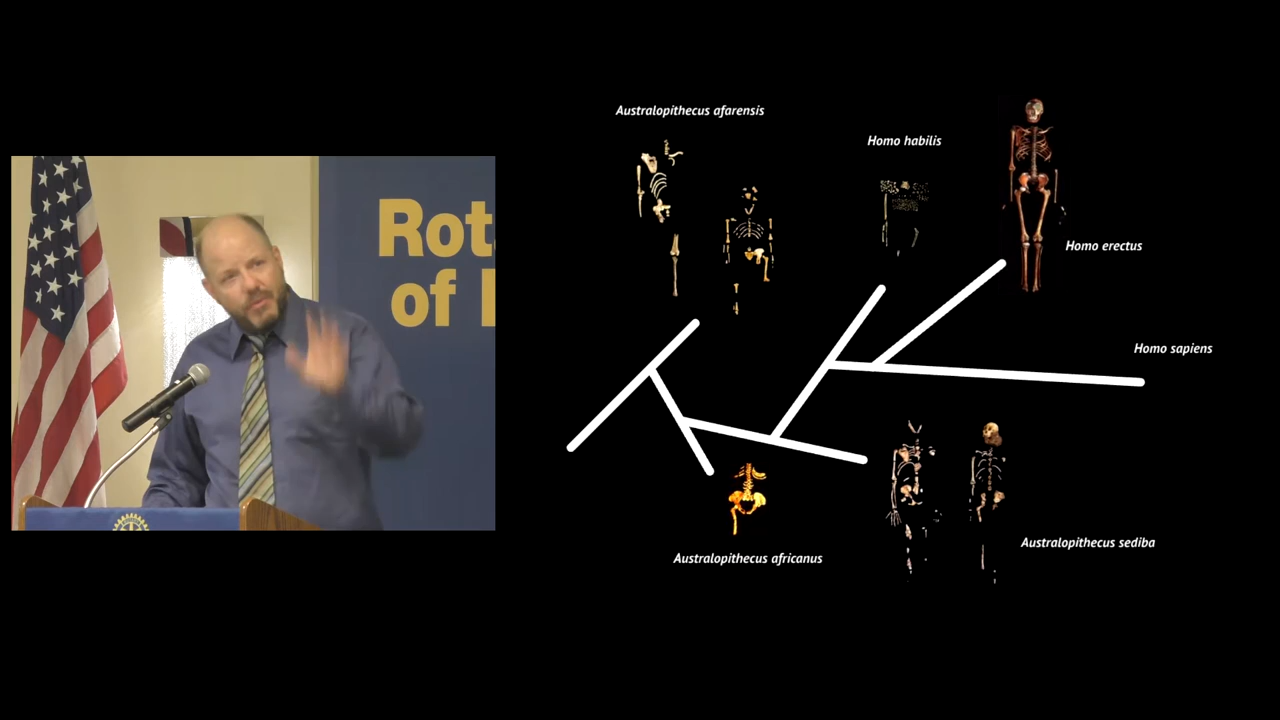 Rot
of
Australopithecus afarensis
Homo habilis
Homo erectus
Homo sapiens
Australopithecus africanus
Australopithecus sediba